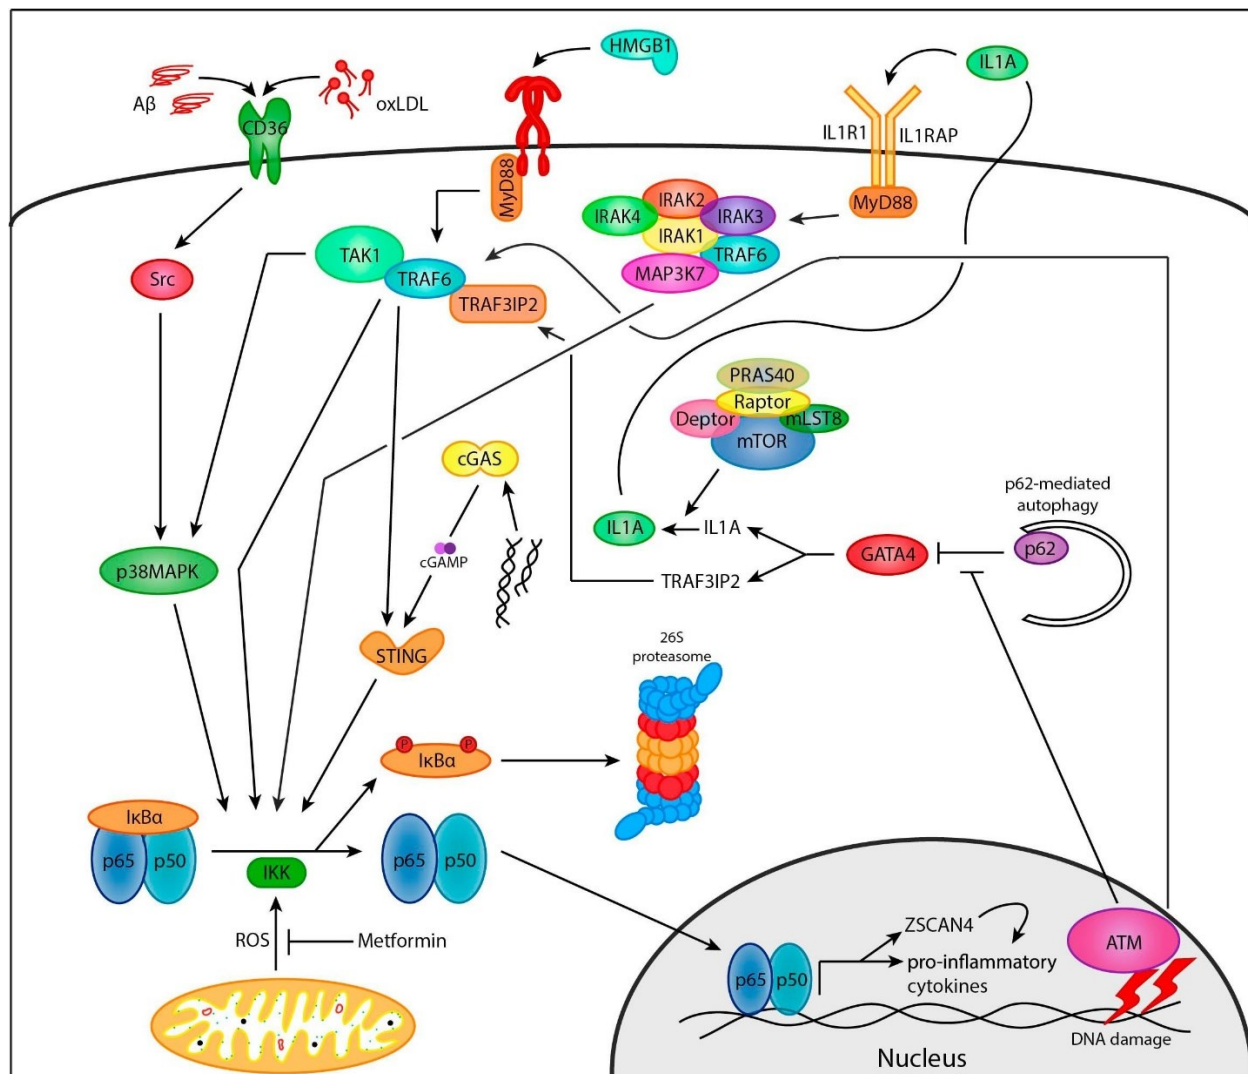 HMGB1
IL1A
Aβ
oxLDL
CD36
IL1R1
IL1RAP
MyD88
MyD88
IRAK2
IRAK4
IRAK3
IRAK1
TRAF6
MAP3K7
TAK1
TRAF6
TRAF3IP2
Src
PRAS40
Raptor
Deptor
mLST8
mTOR
cGAS
p62-mediated
autophagy
IL1A
IL1A
GATA4
p62
p38MAPK
cGAMP
TRAF3IP2
STING
26S
proteasome
P
P
IκBα
IκBα
p65
p50
p65
p50
IKK
ROS
Metformin
ZSCAN4
ATM
p65
p50
pro-inflammatory
cytokines
DNA damage
Nucleus